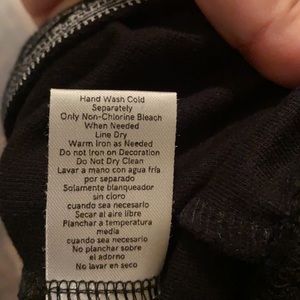 Hand Wash Cold
Separately
Only Non-Chlorine Bleach
When Needed
Line Dry
Warm Iron as Needed
Do not Iron on Decoration
Do Not Dry Clean
Lavar a mano con agua fría
por separado
Solamente blanqueador
sin cloro
cuando sea necesario
Secar al aire libre
Planchar a temperatura
media
cuando sea necesario
No planchar sobre
el adorno
No lavar en seco